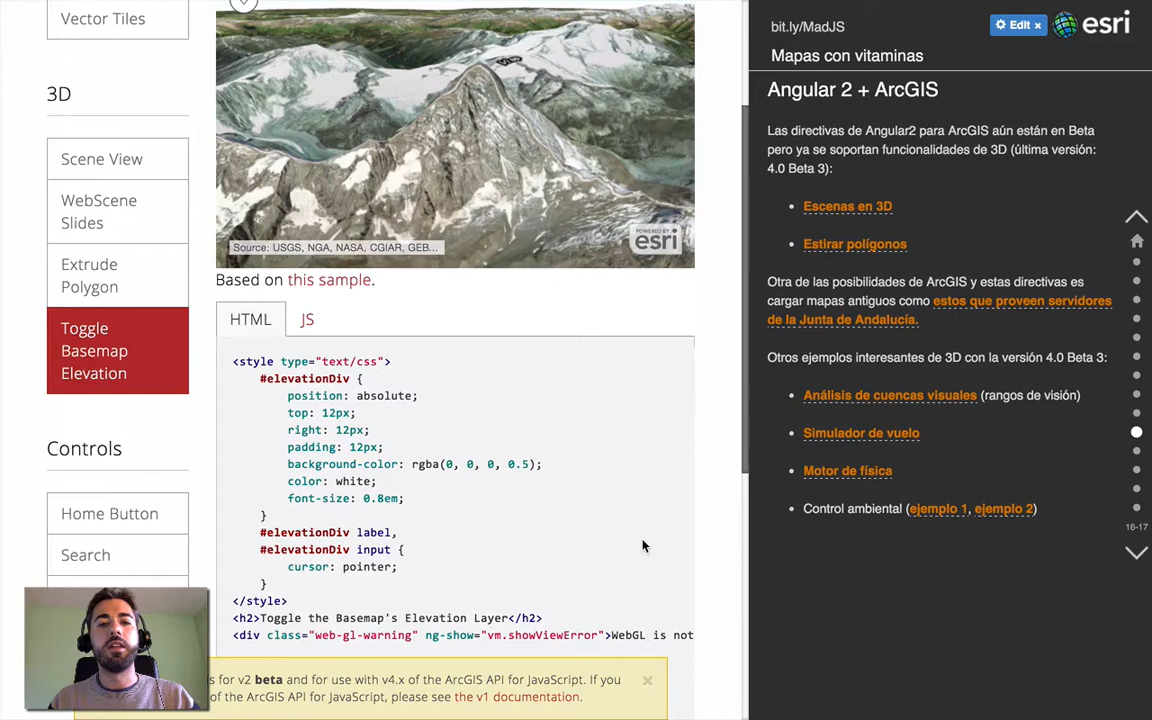 Vector Tiles
3D
Scene View
WebScene
Slides
Extrude
Polygon
Toggle
Basemap
Elevation
Controls
Home Button
Search
Source: USGS, NGA, NASA, CGIAR, GEB...
POWERED BY
esri
Based on this sample.
HTML
JS
<style type="text/css">
#elevationDiv {
position: absolute;
top: 12px;
right: 12px;
padding: 12px;
background-color: rgba(0, 0, 0, 0.5);
color: white;
font-size: 0.8em;
}
#elevationDiv label,
#elevationDiv input {
cursor: pointer;
}
</style>
<h2>Toggle the Basemap's Elevation Layer</h2>
<div class="web-gl-warning" ng-show="vm.showViewError">WebGL is not
s for v2 beta and for use with v4.x of the ArcGIS API for JavaScript. If you
of the ArcGIS API for JavaScript, please see the v1 documentation.
×
bit.ly/MadJS
Edit ×
esri
Mapas con vitaminas
Angular 2 + ArcGIS
Las directivas de Angular2 para ArcGIS aún están en Beta
pero ya se soportan funcionalidades de 3D (última versión:
4.0 Beta 3):
• Escenas en 3D
• Estirar polígonos
Otra de las posibilidades de ArcGIS y estas directivas es
cargar mapas antiguos como estos que proveen servidores
de la Junta de Andalucía.
Otros ejemplos interesantes de 3D con la versión 4.0 Beta 3:
• Análisis de cuencas visuales (rangos de visión)
• Simulador de vuelo
• Motor de física
• Control ambiental (ejemplo 1, ejemplo 2)
16-17